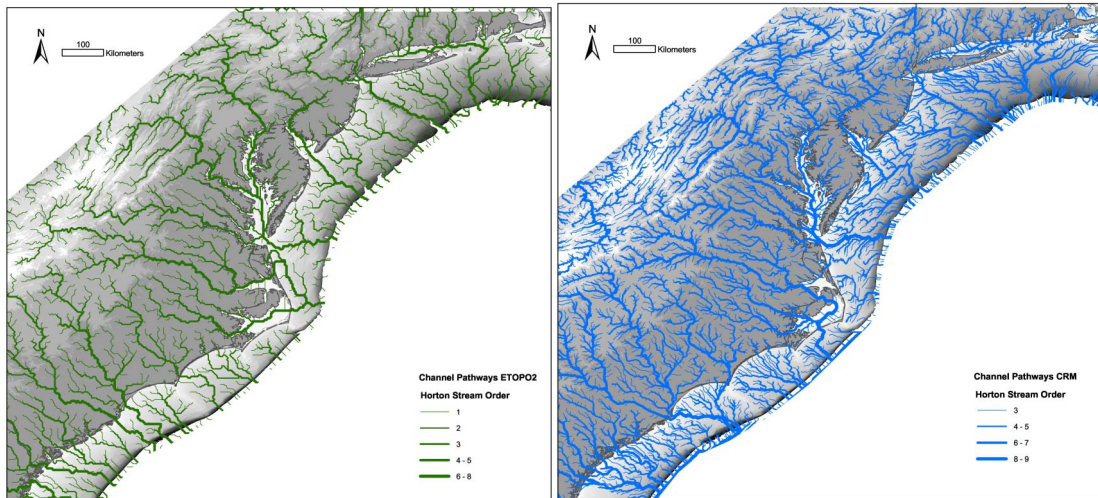 N
100
Kilometers
Channel Pathways ETOPO2
Horton Stream Order
1
2
3
4 - 5
6 - 8
N
100
Kilometers
Channel Pathways CRM
Horton Stream Order
3
4 - 5
6 - 7
8 - 9